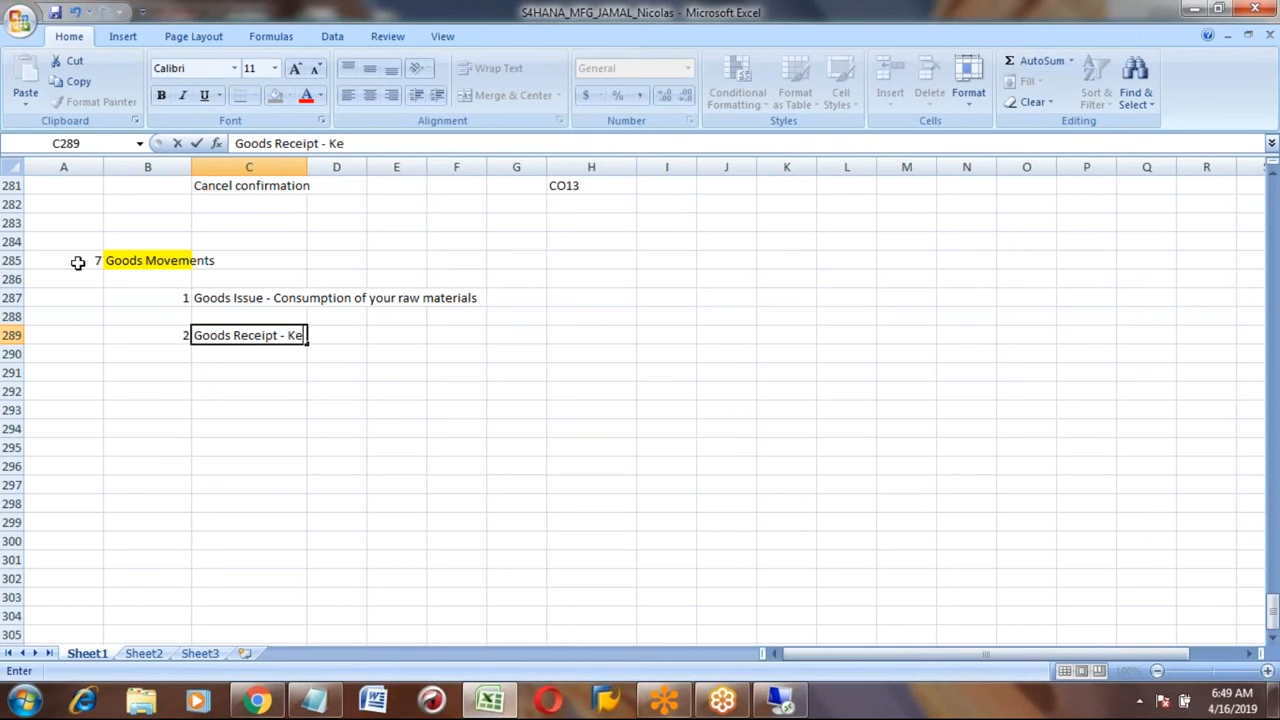 S4HANA_MFG_JAMAL_Nicolas - Microsoft Excel
Home Insert Page Layout Formulas Data Review View
Paste Cut Copy Format Painter
Calibri 11
B I U A
Wrap Text
Merge & Center
General
$ % ,
Conditional Formatting Format as Table Cell Styles
Insert Delete Format
Σ AutoSum Fill Clear
Sort & Filter Find & Select
Clipboard Font Alignment Number Styles Cells Editing
C289 fx Goods Receipt - Ke
A B C D E F G H I J K L M N O P Q R
281 Cancel confirmation CO13
282
283
284
285 7 Goods Movements
286
287 1 Goods Issue - Consumption of your raw materials
288
289 2 Goods Receipt - Ke
290
291
292
293
294
295
296
297
298
299
300
301
302
303
304
305
Sheet1 Sheet2 Sheet3
Enter 100%
6:49 AM
4/16/2019